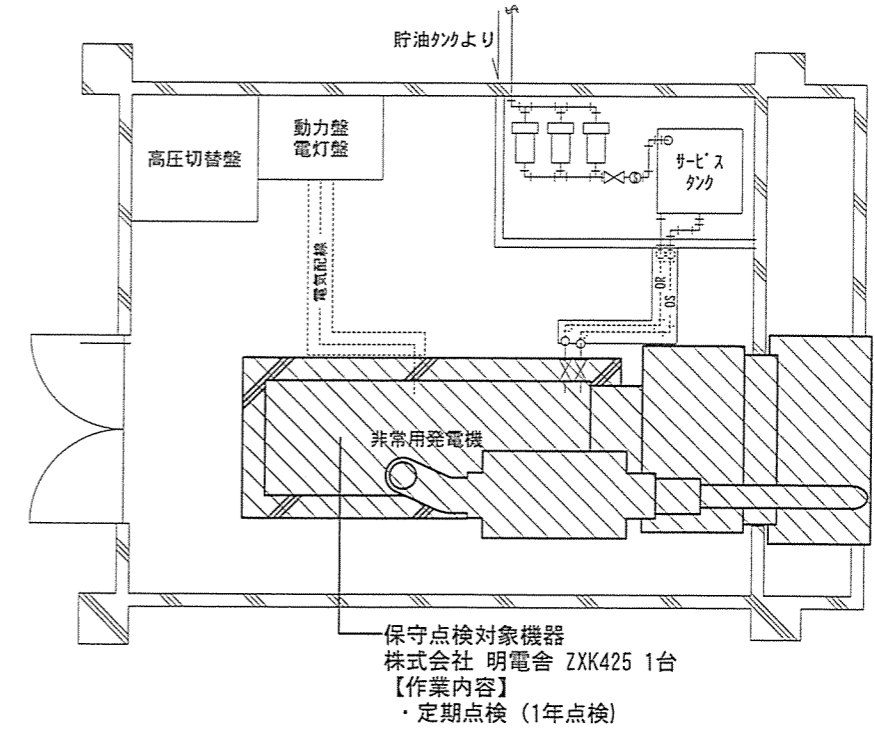 貯油ﾀﾝｸより
高圧切替盤
動力盤
電灯盤
ｻｰﾋﾞｽ
ﾀﾝｸ
電気配線
OR
OS
S
非常用発電機
保守点検対象機器
株式会社 明電舎 ZXK425 1台
【作業内容】
・定期点検 (1年点検)